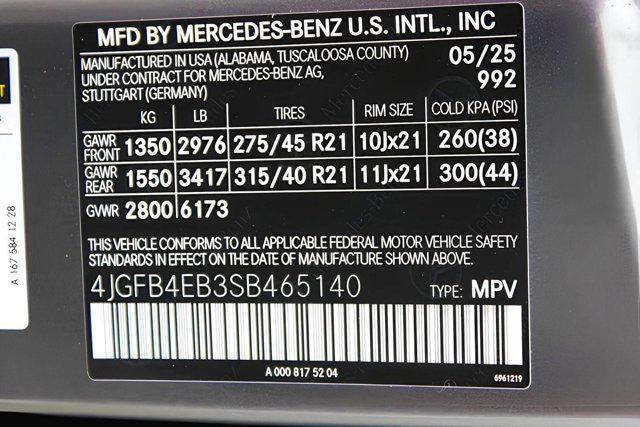 MFD BY MERCEDES-BENZ U.S. INTL., INC
MANUFACTURED IN USA (ALABAMA, TUSCALOOSA COUNTY) 05/25
UNDER CONTRACT FOR MERCEDES-BENZ AG, 992
STUTTGART (GERMANY)
KG LB TIRES RIM SIZE COLD KPA (PSI)
GAWR FRONT 1350 2976 275/45 R21 10Jx21 260(38)
GAWR REAR 1550 3417 315/40 R21 11Jx21 300(44)
GVWR 2800 6173
THIS VEHICLE CONFORMS TO ALL APPLICABLE FEDERAL MOTOR VEHICLE SAFETY
STANDARDS IN EFFECT ON THE DATE OF MANUFACTURE SHOWN ABOVE.
4JGFB4EB3SB465140 TYPE: MPV
A 000 817 52 04
6961219
A 167 584 12 28